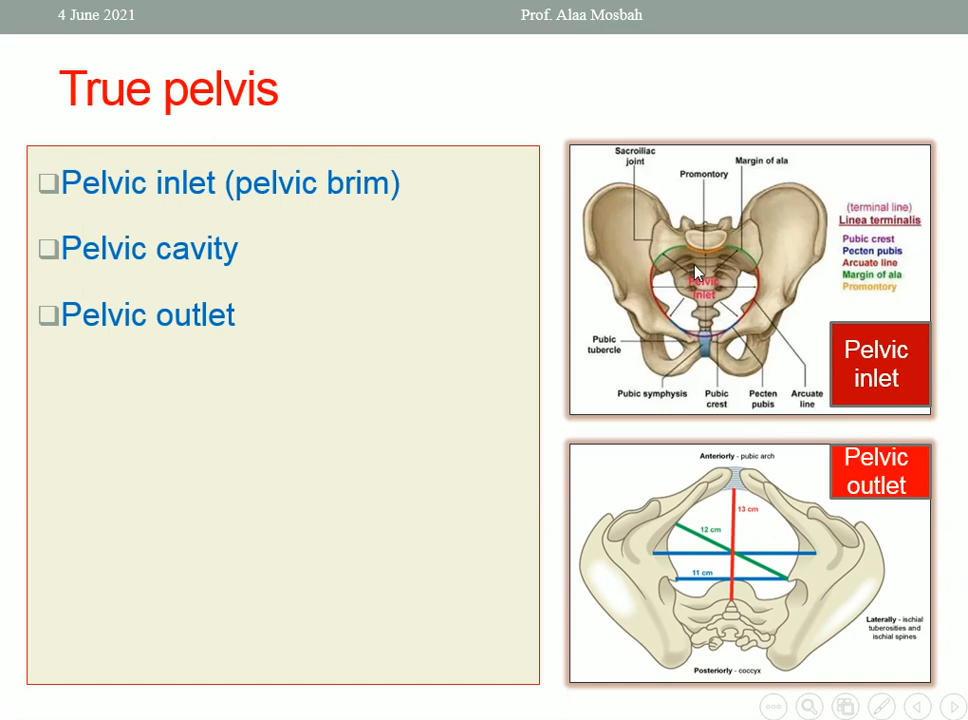 4 June 2021
Prof. Alaa Mosbah
True pelvis
Pelvic inlet (pelvic brim)
Pelvic cavity
Pelvic outlet
Sacroiliac
joint
Promontory
Margin of ala
(terminal line)
Linea terminalis
Pubic crest
Pecten pubis
Arcuate line
Margin of ala
Promontory
Pelvic
inlet
Pubic
tubercle
Pubic symphysis
Pubic
crest
Pecten
pubis
Arcuate
line
Pelvic
inlet
Anteriorly - pubic arch
Pelvic
outlet
13 cm
12 cm
11 cm
Laterally - ischial
tuberosities and
ischial spines
Posteriorly - coccyx